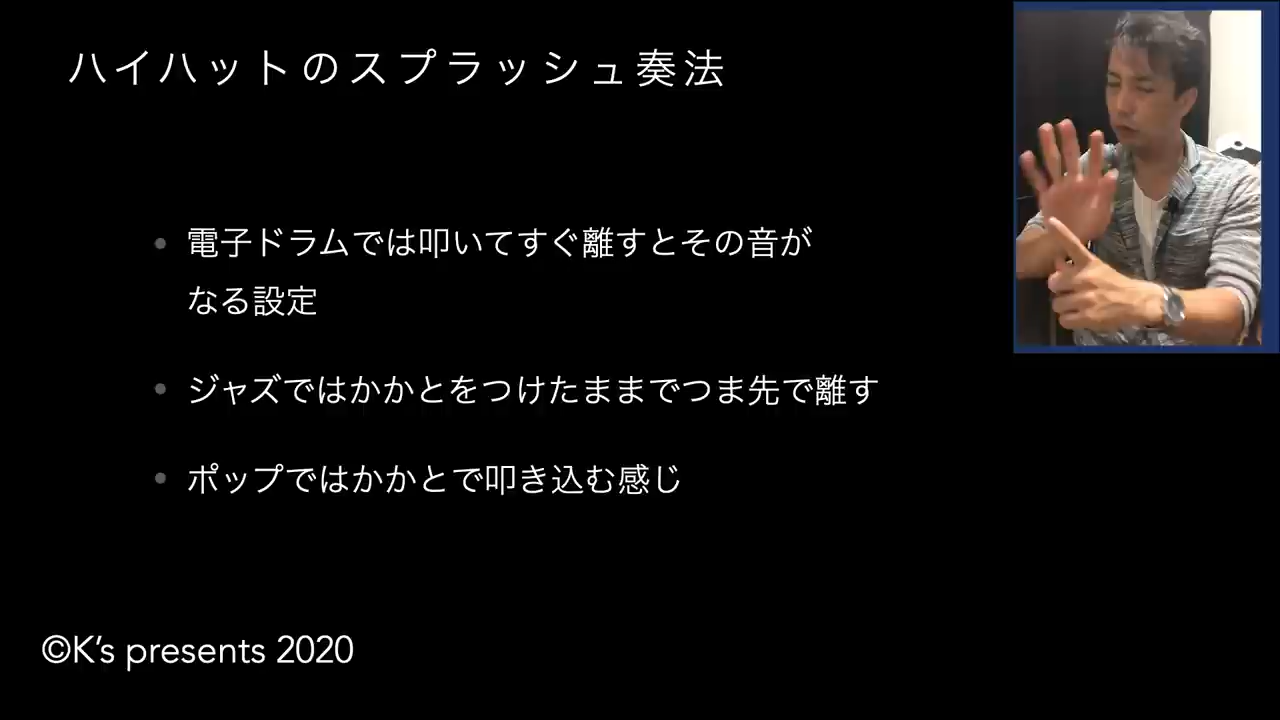 ハイハットのスプラッシュ奏法
• 電子ドラムでは叩いてすぐ離すとその音が
なる設定
• ジャズではかかとをつけたままでつま先で離す
• ポップではかかとで叩き込む感じ
©K’s presents 2020